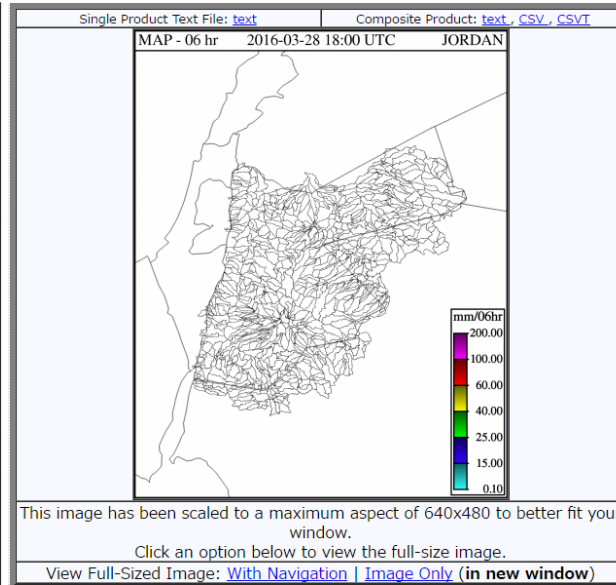 Single Product Text File: text
Composite Product: text , CSV , CSVT
MAP - 06 hr 2016-03-28 18:00 UTC JORDAN
mm/06hr
200.00
100.00
60.00
40.00
25.00
15.00
0.10
This image has been scaled to a maximum aspect of 640x480 to better fit you
window.
Click an option below to view the full-size image.
View Full-Sized Image: With Navigation | Image Only (in new window)